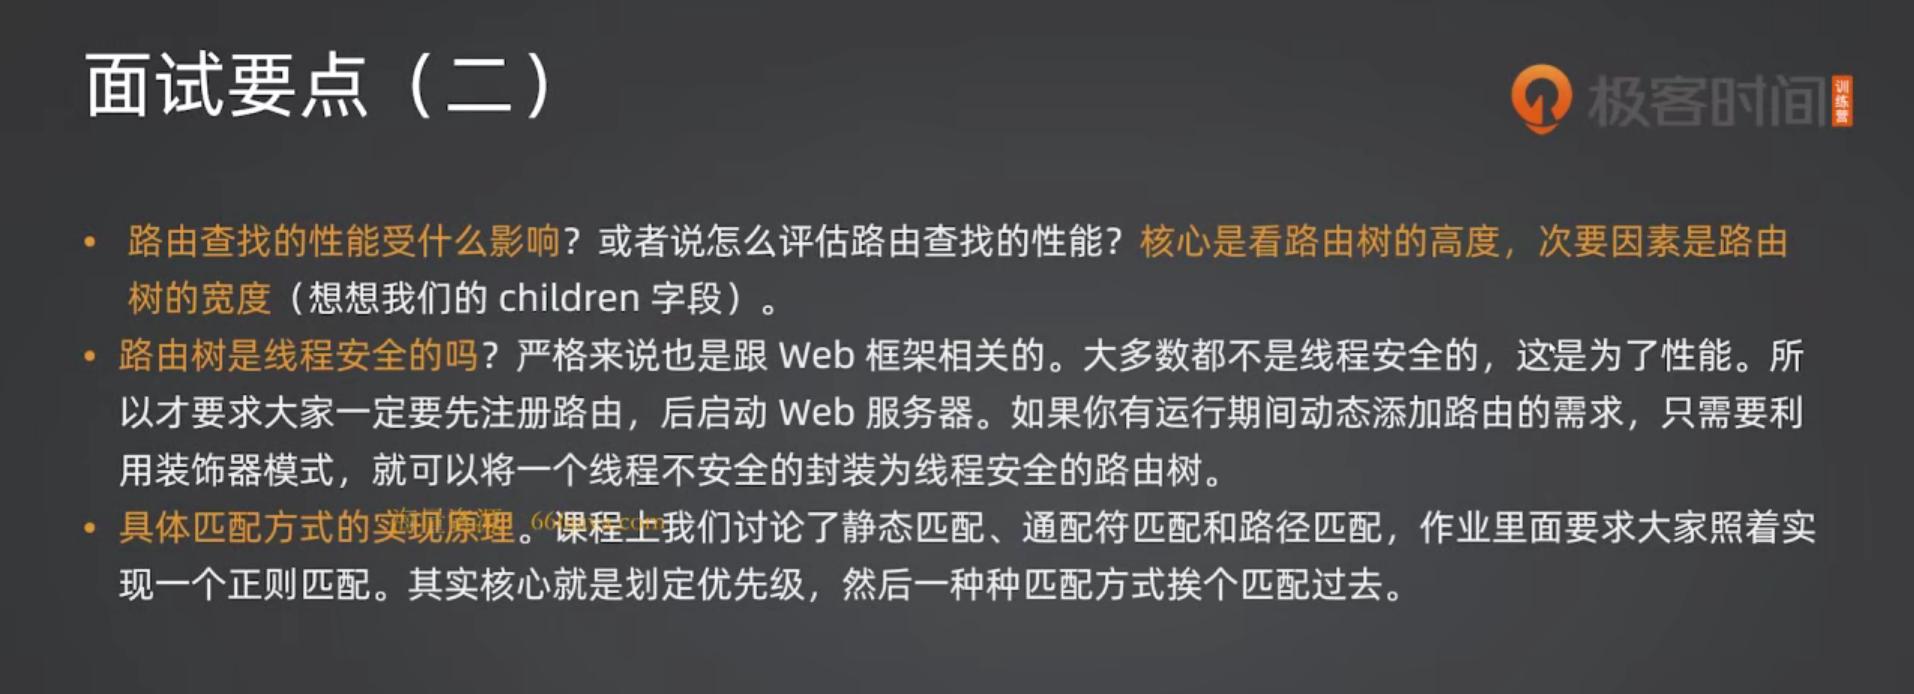 面试要点（二）
极客时间
训练营
• 路由查找的性能受什么影响？或者说怎么评估路由查找的性能？核心是看路由树的高度，次要因素是路由
树的宽度（想想我们的 children 字段）。
• 路由树是线程安全的吗？严格来说也是跟 Web 框架相关的。大多数都不是线程安全的，这是为了性能。所
以才要求大家一定要先注册路由，后启动 Web 服务器。如果你有运行期间动态添加路由的需求，只需要利
用装饰器模式，就可以将一个线程不安全的封装为线程安全的路由树。
• 具体匹配方式的实现原理。课程上我们讨论了静态匹配、通配符匹配和路径匹配，作业里面要求大家照着实
现一个正则匹配。其实核心就是划定优先级，然后一种种匹配方式挨个匹配过去。